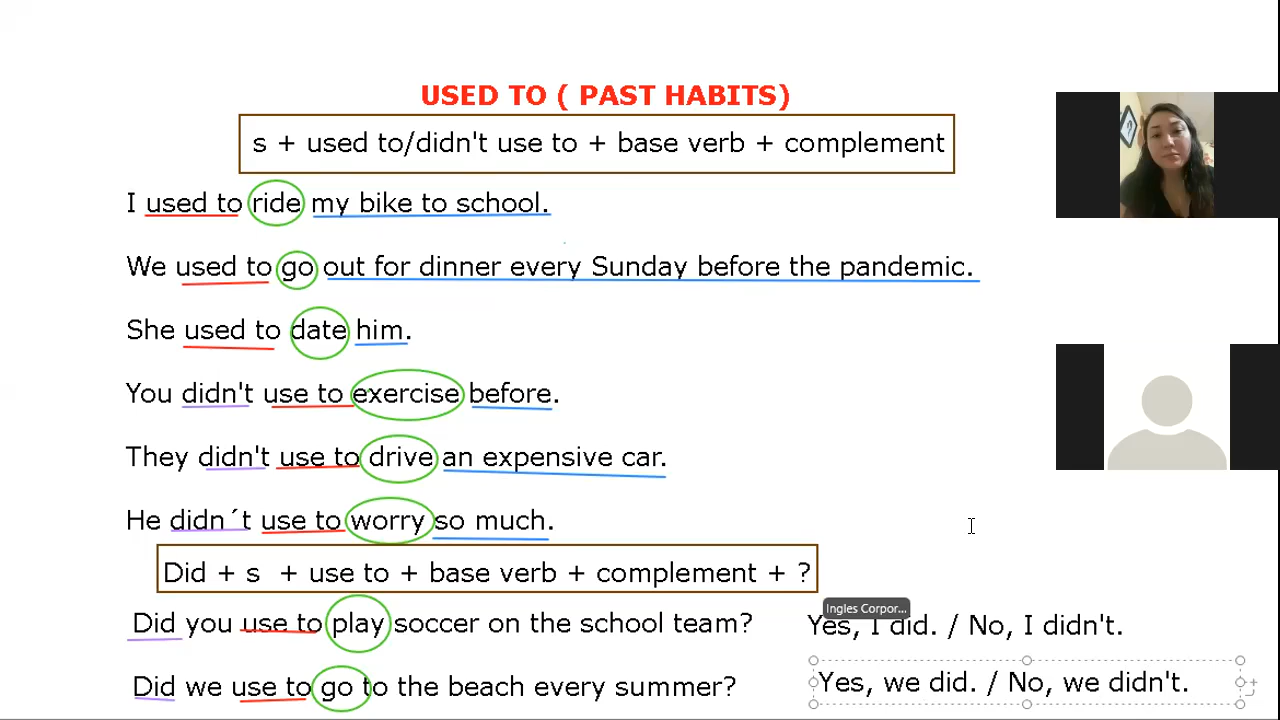 USED TO ( PAST HABITS)
s + used to/didn't use to + base verb + complement
I used to ride my bike to school.
We used to go out for dinner every Sunday before the pandemic.
She used to date him.
You didn't use to exercise before.
They didn't use to drive an expensive car.
He didn´t use to worry so much.
Did + s + use to + base verb + complement + ?
Ingles Corpor...
Did you use to play soccer on the school team? Yes, I did. / No, I didn't.
Did we use to go to the beach every summer? Yes, we did. / No, we didn't.